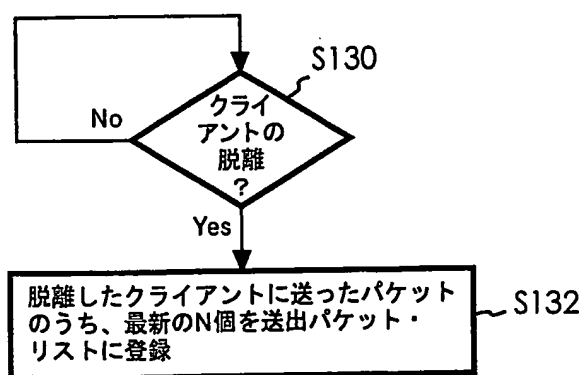 S130
クライ
アントの
脱離
?
No
Yes
脱離したクライアントに送ったパケット
のうち、最新のN個を送出パケット・
リストに登録
S132